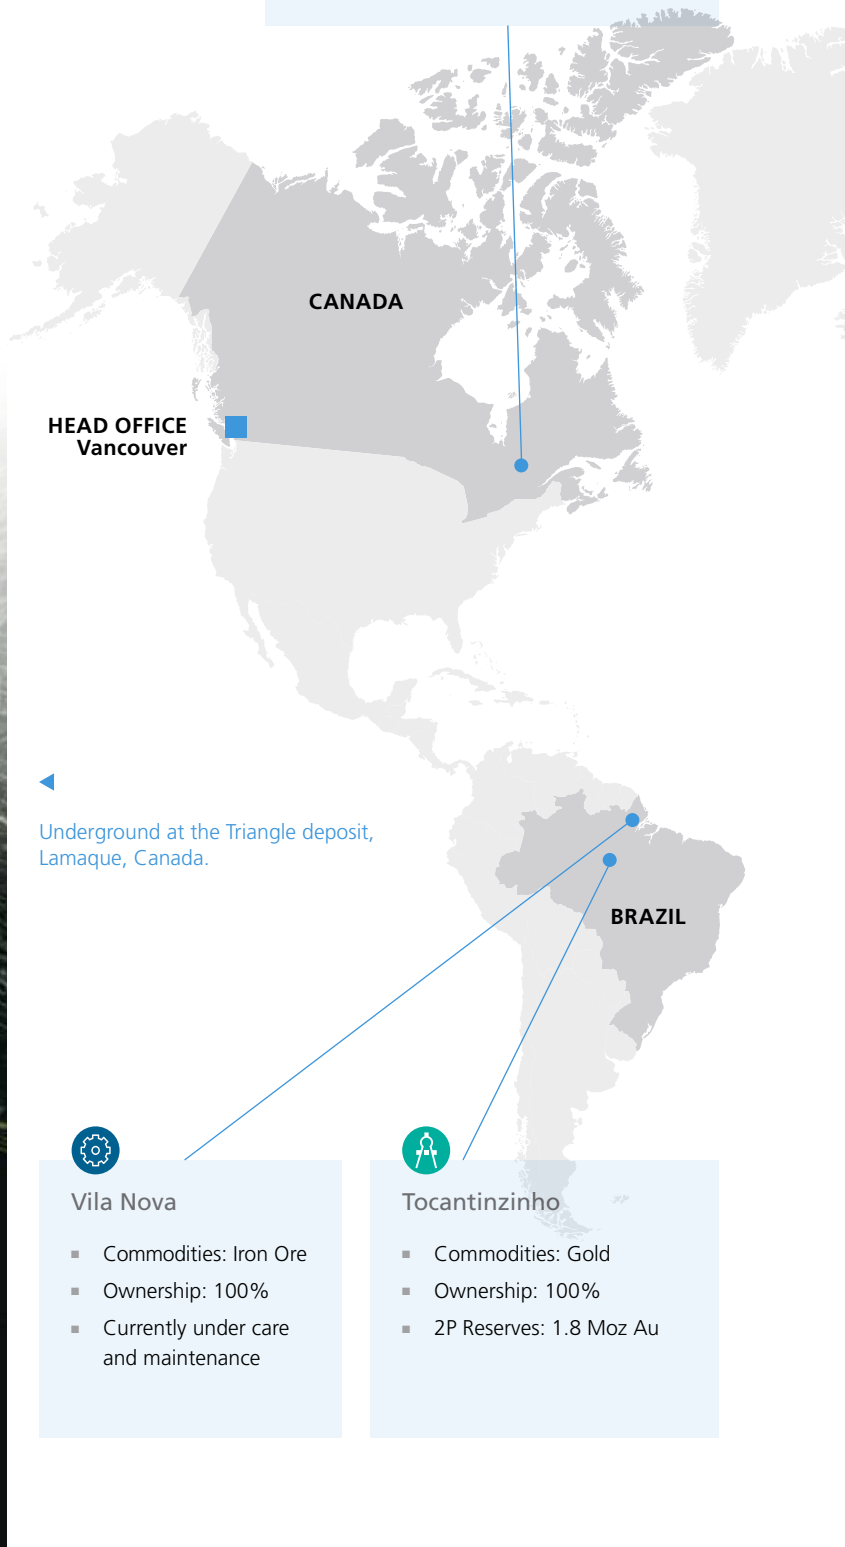 CANADA
HEAD OFFICE
Vancouver
Underground at the Triangle deposit,
Lamaque, Canada.
BRAZIL
Vila Nova
Commodities: Iron Ore
Ownership: 100%
Currently under care
and maintenance
Tocantinzinho
Commodities: Gold
Ownership: 100%
2P Reserves: 1.8 Moz Au